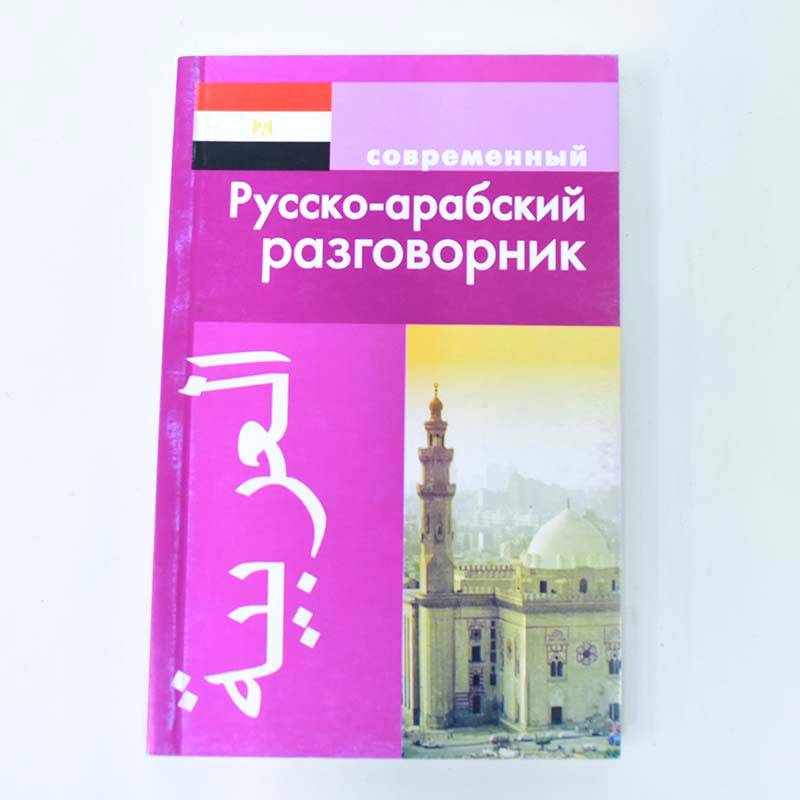 современный
Русско-арабский
разговорник
العربية